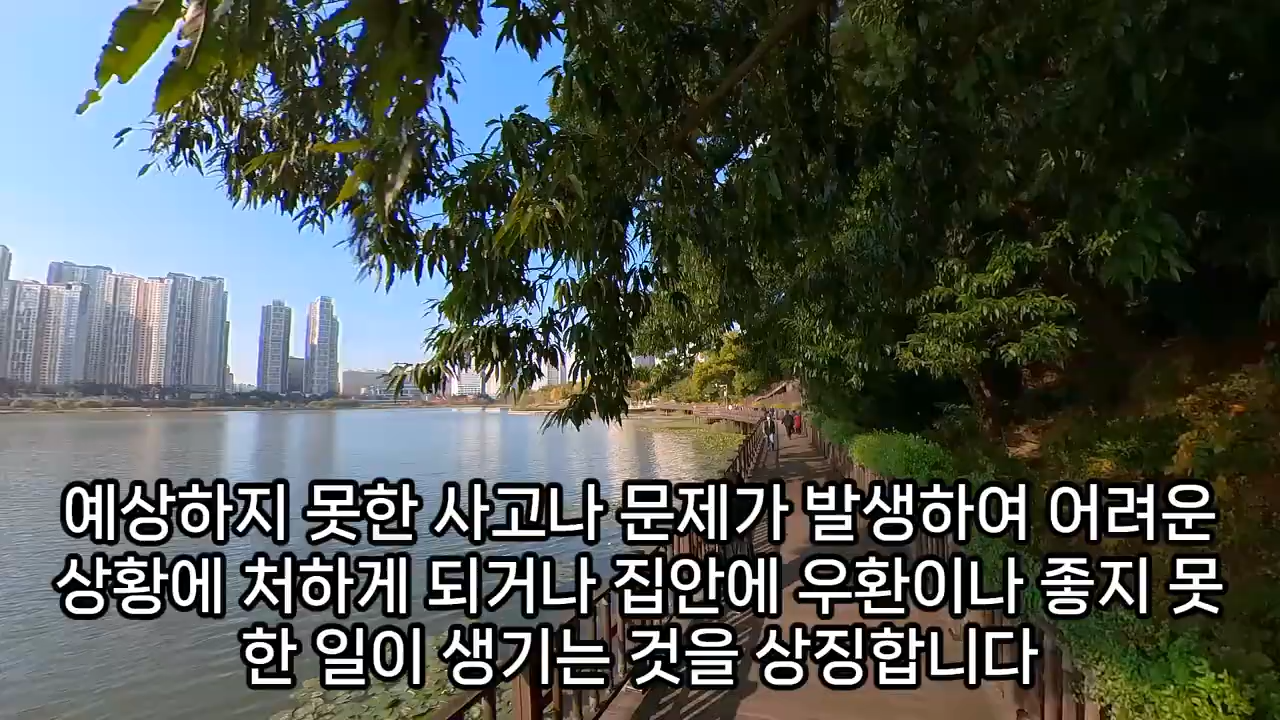 예상하지 못한 사고나 문제가 발생하여 어려운
상황에 처하게 되거나 집안에 우환이나 좋지 못
한 일이 생기는 것을 상징합니다